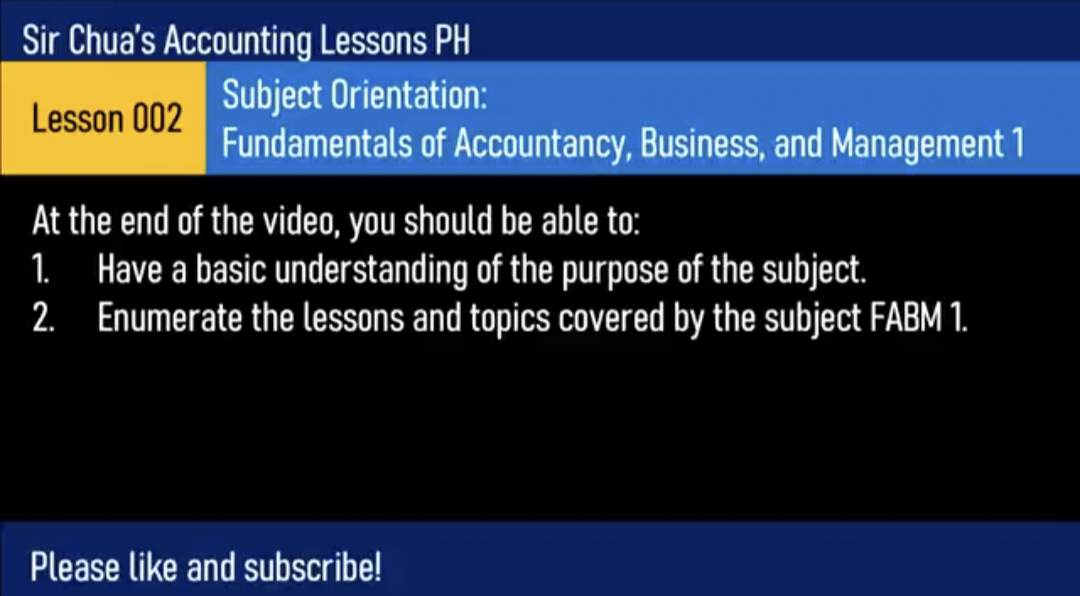 Sir Chua's Accounting Lessons PH
Lesson 002
Subject Orientation:
Fundamentals of Accountancy, Business, and Management 1
At the end of the video, you should be able to:
1. Have a basic understanding of the purpose of the subject.
2. Enumerate the lessons and topics covered by the subject FABM 1.
Please like and subscribe!